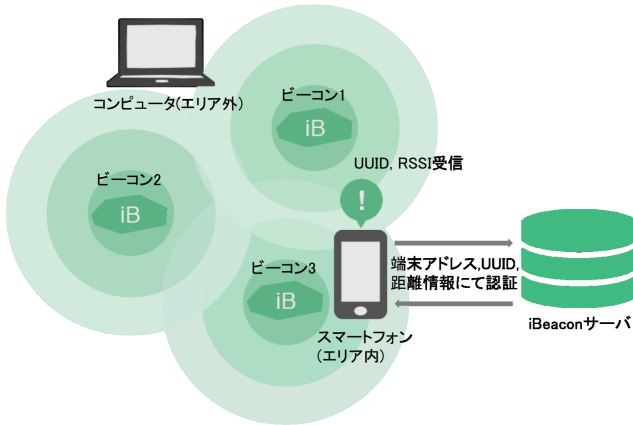 コンピュータ(エリア外)
ビーコン1
iB
UUID, RSSI受信
ビーコン2
iB
!
ビーコン3
iB
端末アドレス,UUID,
距離情報にて認証
iBeaconサーバ
スマートフォン
(エリア内)